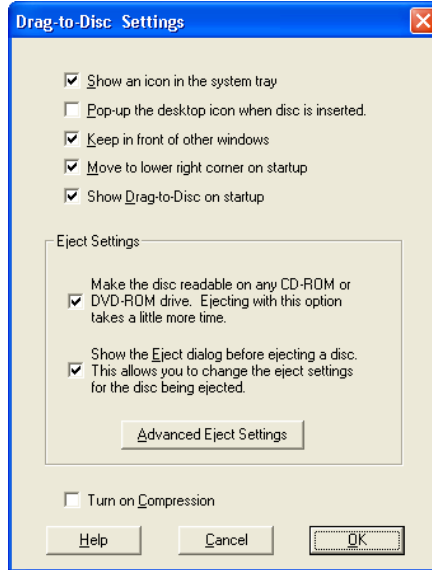 Drag-to-Disc Settings
Show an icon in the system tray
Pop-up the desktop icon when disc is inserted.
Keep in front of other windows
Move to lower right corner on startup
Show Drag-to-Disc on startup
Eject Settings
Make the disc readable on any CD-ROM or
DVD-ROM drive. Ejecting with this option
takes a little more time.
Show the Eject dialog before ejecting a disc.
This allows you to change the eject settings
for the disc being ejected.
Advanced Eject Settings
Turn on Compression
Help Cancel OK